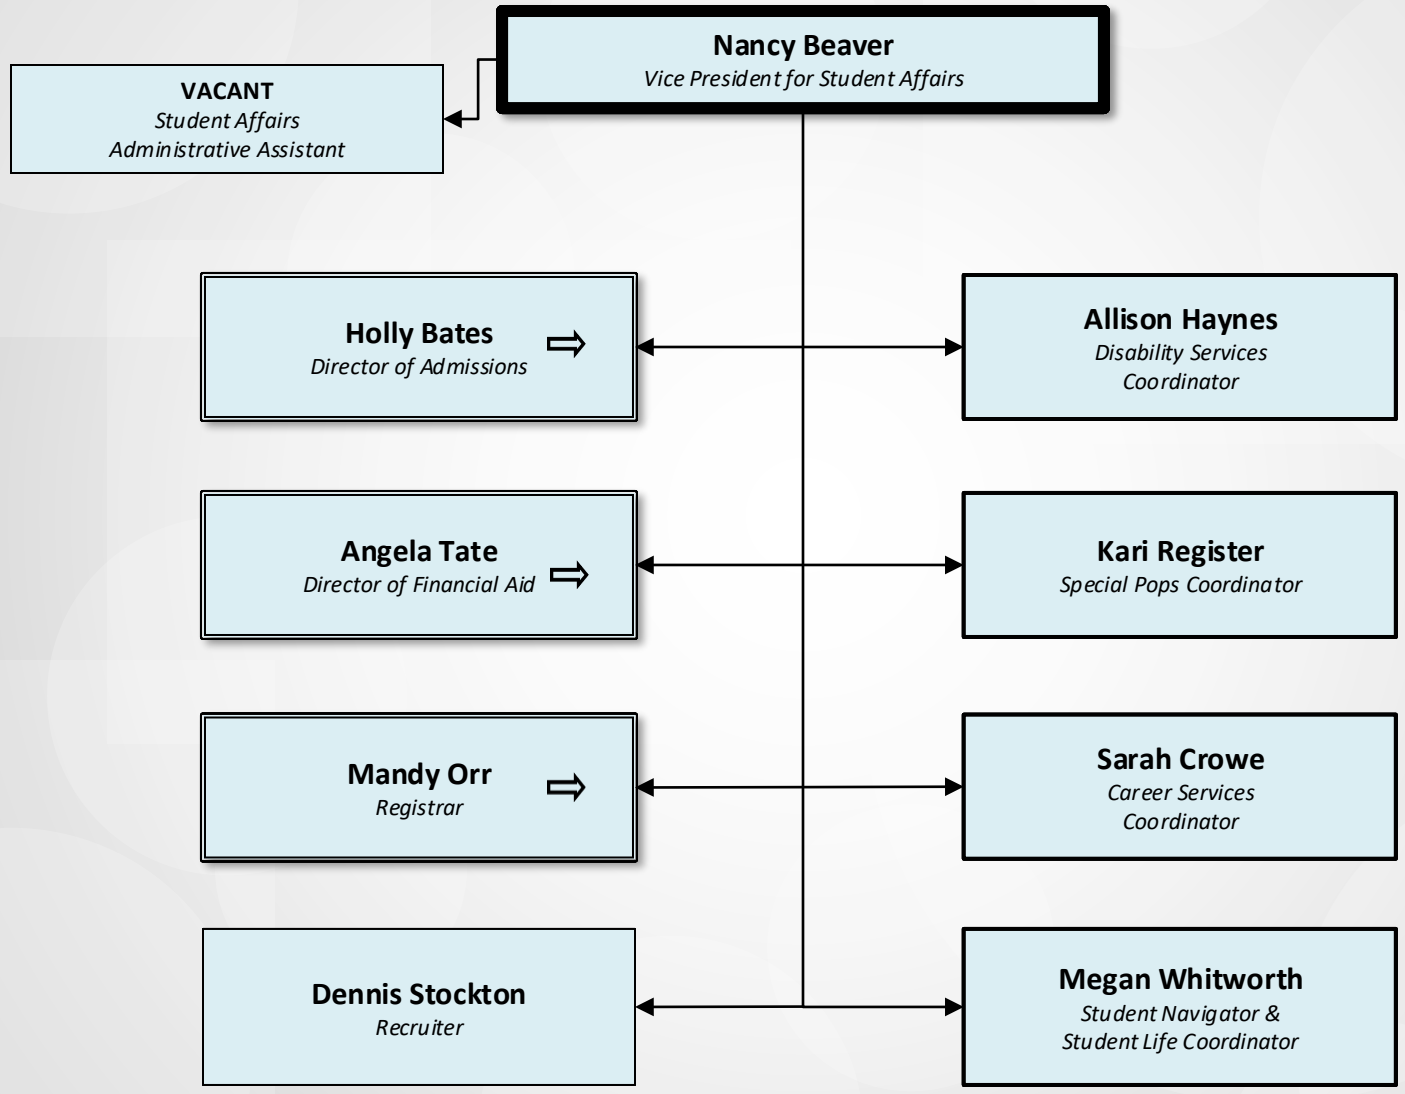 Nancy Beaver
Vice President for Student Affairs
VACANT
Student Affairs
Administrative Assistant
Holly Bates
Director of Admissions
Allison Haynes
Disability Services
Coordinator
Angela Tate
Director of Financial Aid
Kari Register
Special Pops Coordinator
Mandy Orr
Registrar
Sarah Crowe
Career Services
Coordinator
Dennis Stockton
Recruiter
Megan Whitworth
Student Navigator &
Student Life Coordinator